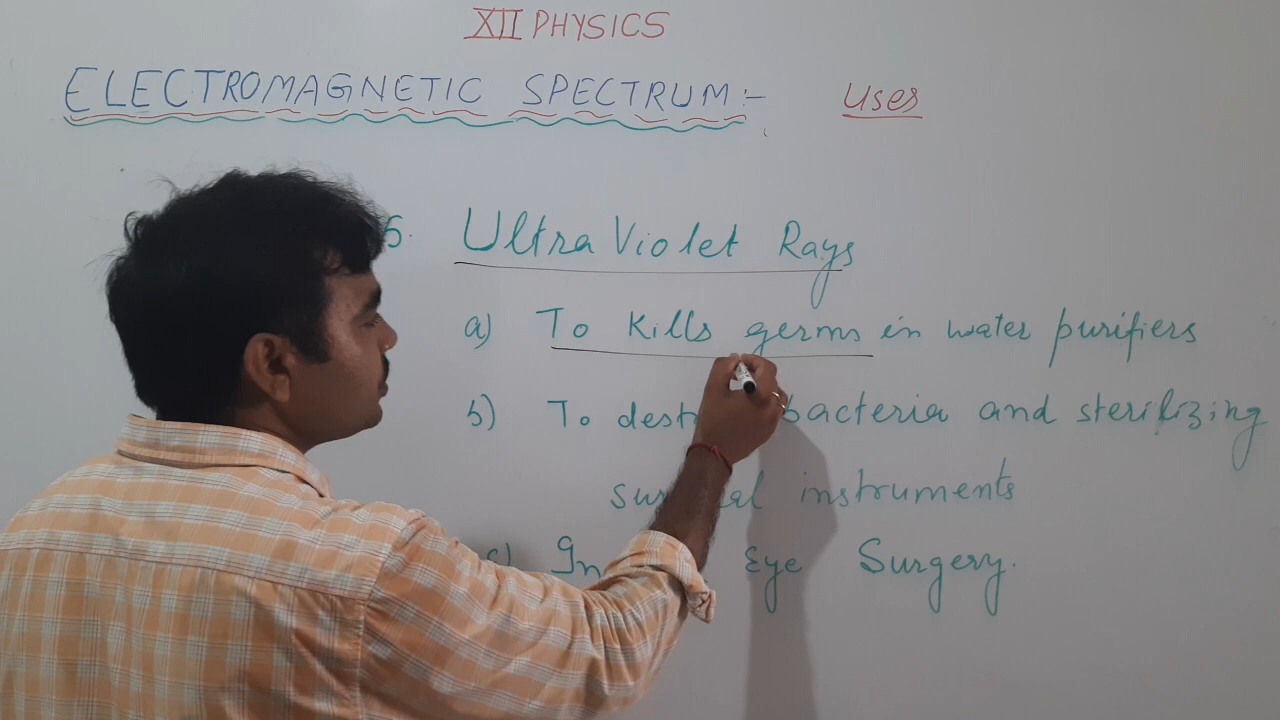 XII PHYSICS
ELECTROMAGNETIC SPECTRUM:- Uses
6. Ultra Violet Rays
a) To Kills germs in water purifiers
b) To bacteria and sterilizing
instruments
c) In Eye Surgery.